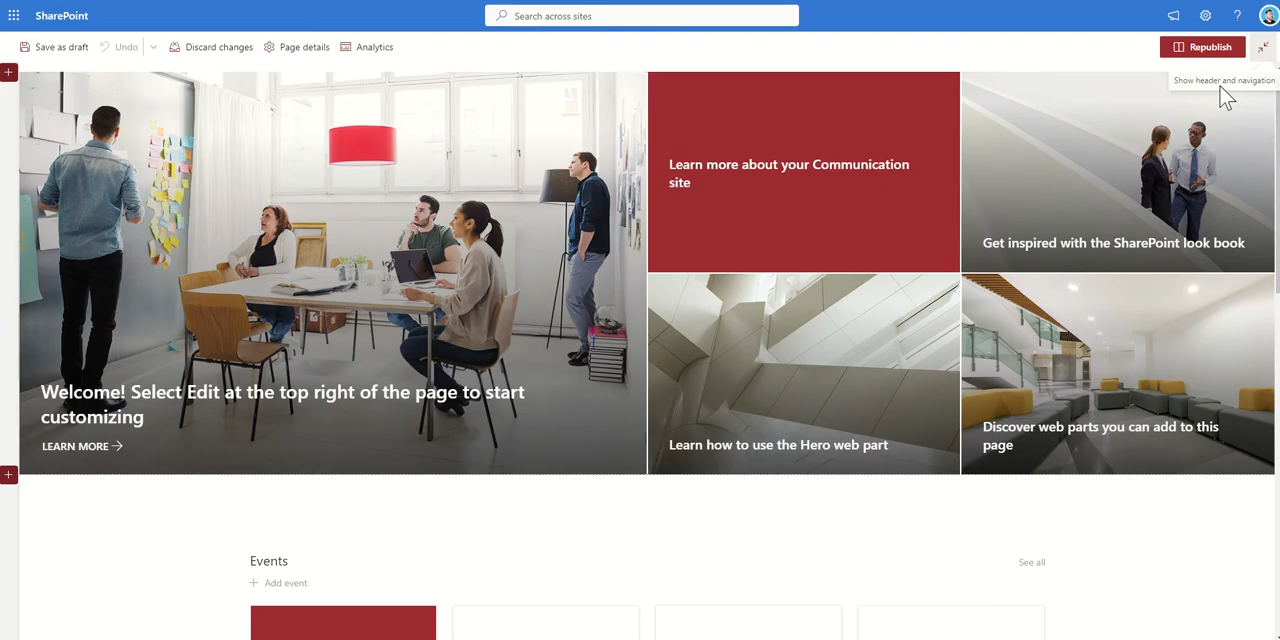 SharePoint
Search across sites
Save as draft
Undo
Discard changes
Page details
Analytics
Republish
Show header and navigation
Learn more about your Communication
site
Get inspired with the SharePoint look book
Welcome! Select Edit at the top right of the page to start
customizing
LEARN MORE
Learn how to use the Hero web part
Discover web parts you can add to this
page
Events
See all
Add event